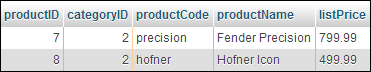 productID categoryID productCode productName listPrice
7 2 precision Fender Precision 799.99
8 2 hofner Hofner Icon 499.99